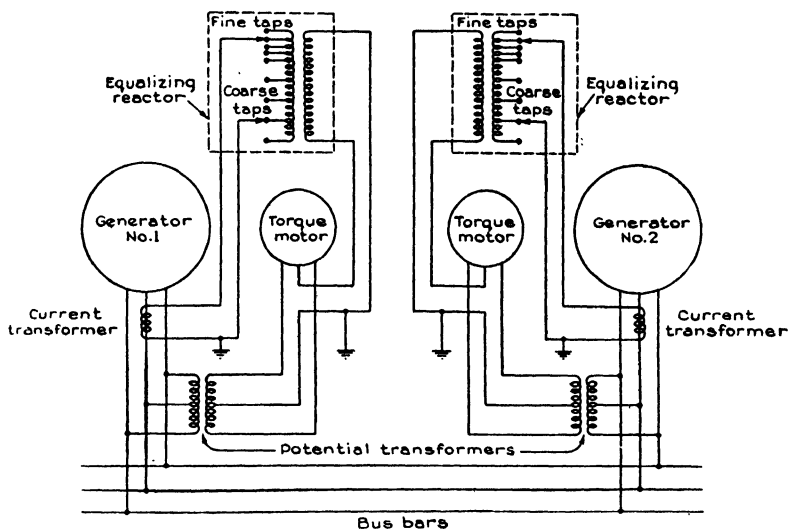 Fine taps
Fine taps
Equalizing
reactor
Coarse
taps
Coarse
taps
Equalizing
reactor
Generator
No.1
Torque
motor
Torque
motor
Generator
No.2
Current
transformer
Current
transformer
Potential transformers
Bus bars